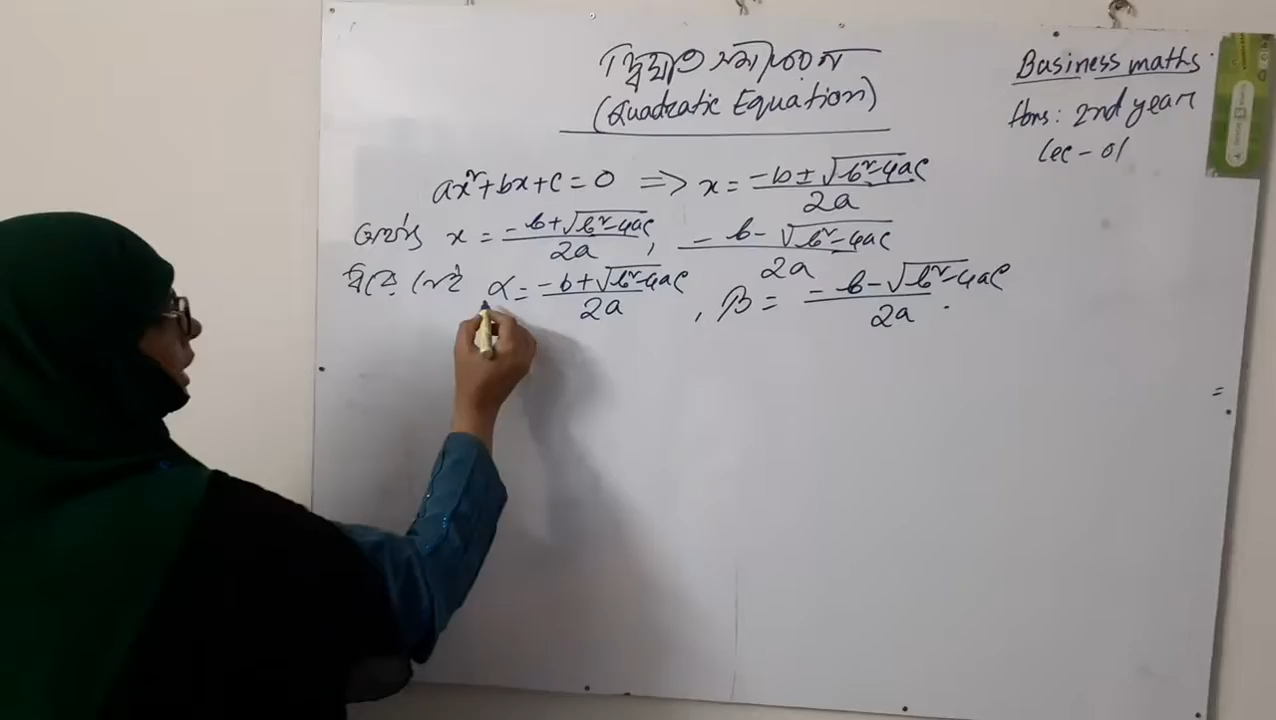 দ্বিঘাত সমীকরণ
(Quadratic Equation)
Business maths
Hons: 2nd year
Lec - 01
ax²+bx+c = 0 => x = (-b ± √(b²-4ac))/2a
x = (-b+√(b²-4ac))/2a, (-b-√(b²-4ac))/2a
ধরে নেই α = (-b+√(b²-4ac))/2a, β = (-b-√(b²-4ac))/2a.
=